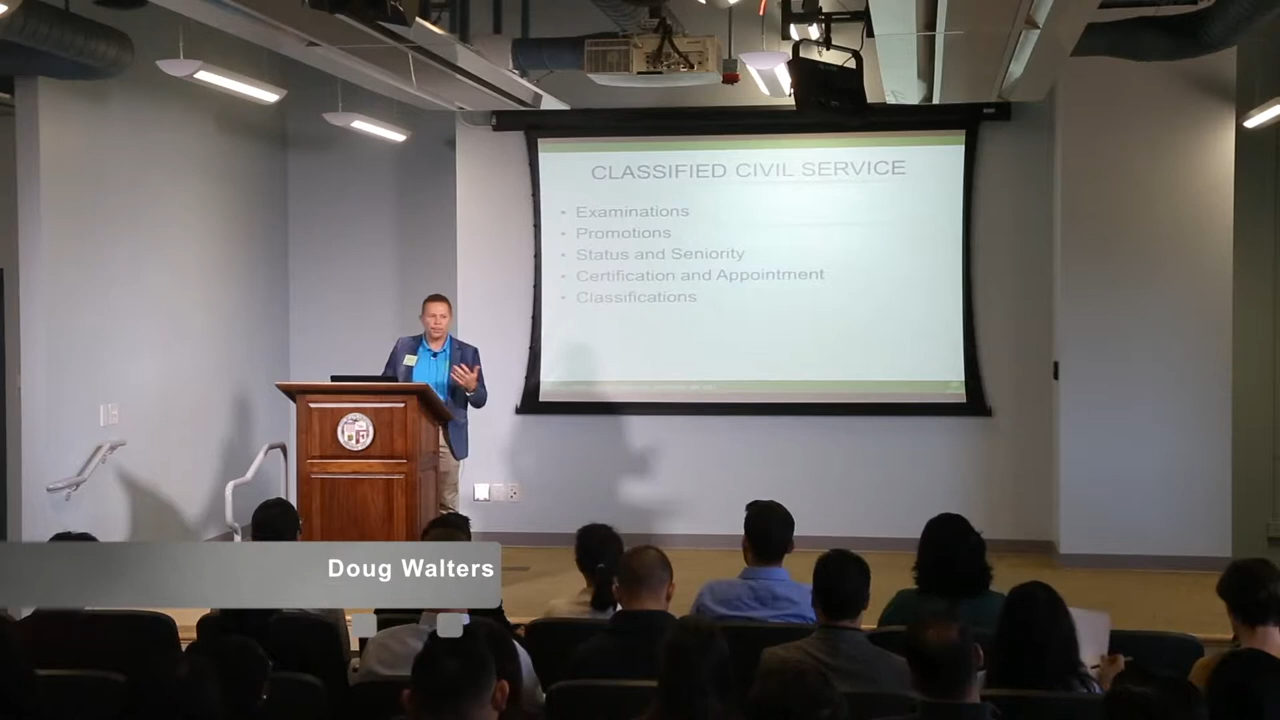 CLASSIFIED CIVIL SERVICE
• Examinations
• Promotions
• Status and Seniority
• Certification and Appointment
• Classifications
Doug Walters